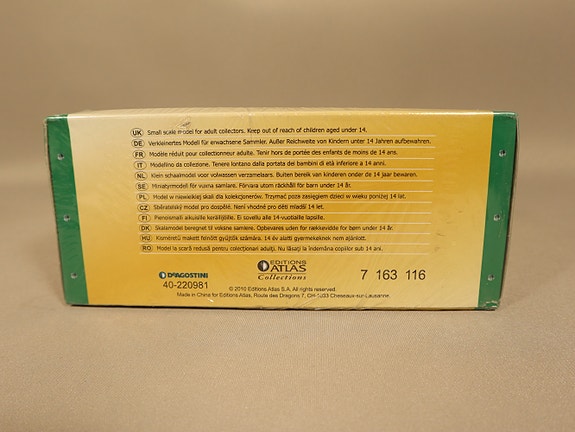 UK Small scale model for adult collectors. Keep out of reach of children aged under 14.
DE Verkleinertes Modell für erwachsene Sammler. Außer Reichweite von Kindern unter 14 Jahren aufbewahren.
FR Modèle réduit pour collectionneur adulte. Tenir hors de portée des enfants de moins de 14 ans.
IT Modellino da collezione. Tenere lontano dalla portata dei bambini di età inferiore a 14 anni.
NL Klein schaalmodel voor volwassen verzamelaars. Buiten bereik van kinderen onder de 14 jaar bewaren.
SE Miniatyrmodell för vuxna samlare. Förvara utom räckhåll för barn under 14 år.
PL Model w niewielkiej skali dla kolekcjonerów. Trzymać poza zasięgiem dzieci w wieku poniżej 14 lat.
CZ Sběratelský model pro dospělé. Není vhodné pro děti mladší 14 let.
FI Pienoismalli aikuisille keräilijöille. Ei sovellu alle 14-vuotiaille lapsille.
DK Skalamodel beregnet til voksne samlere. Opbevares uden for rækkevidde for børn under 14 år.
HU Kisméretű makett felnőtt gyűjtők számára. 14 év alatti gyermekeknek nem ajánlott.
RO Model la scară redusă pentru colecționari adulți. Nu lăsați la îndemâna copiilor sub 14 ani.
DeAGOSTINI
40-220981
EDITIONS
ATLAS
Collections
7 163 116
© 2010 Editions Atlas S.A. All rights reserved.
Made in China for Editions Atlas, Route des Dragons 7, CH-1033 Cheseaux-sur-Lausanne.